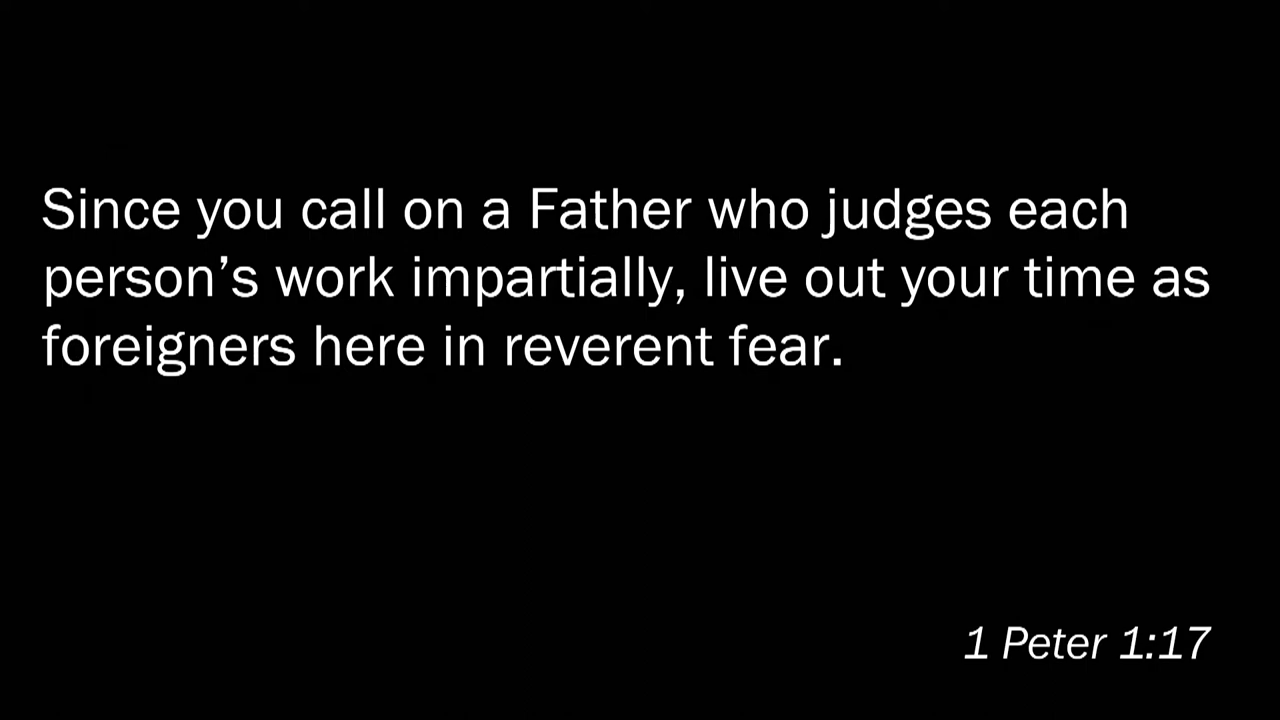 Since you call on a Father who judges each
person’s work impartially, live out your time as
foreigners here in reverent fear.
1 Peter 1:17